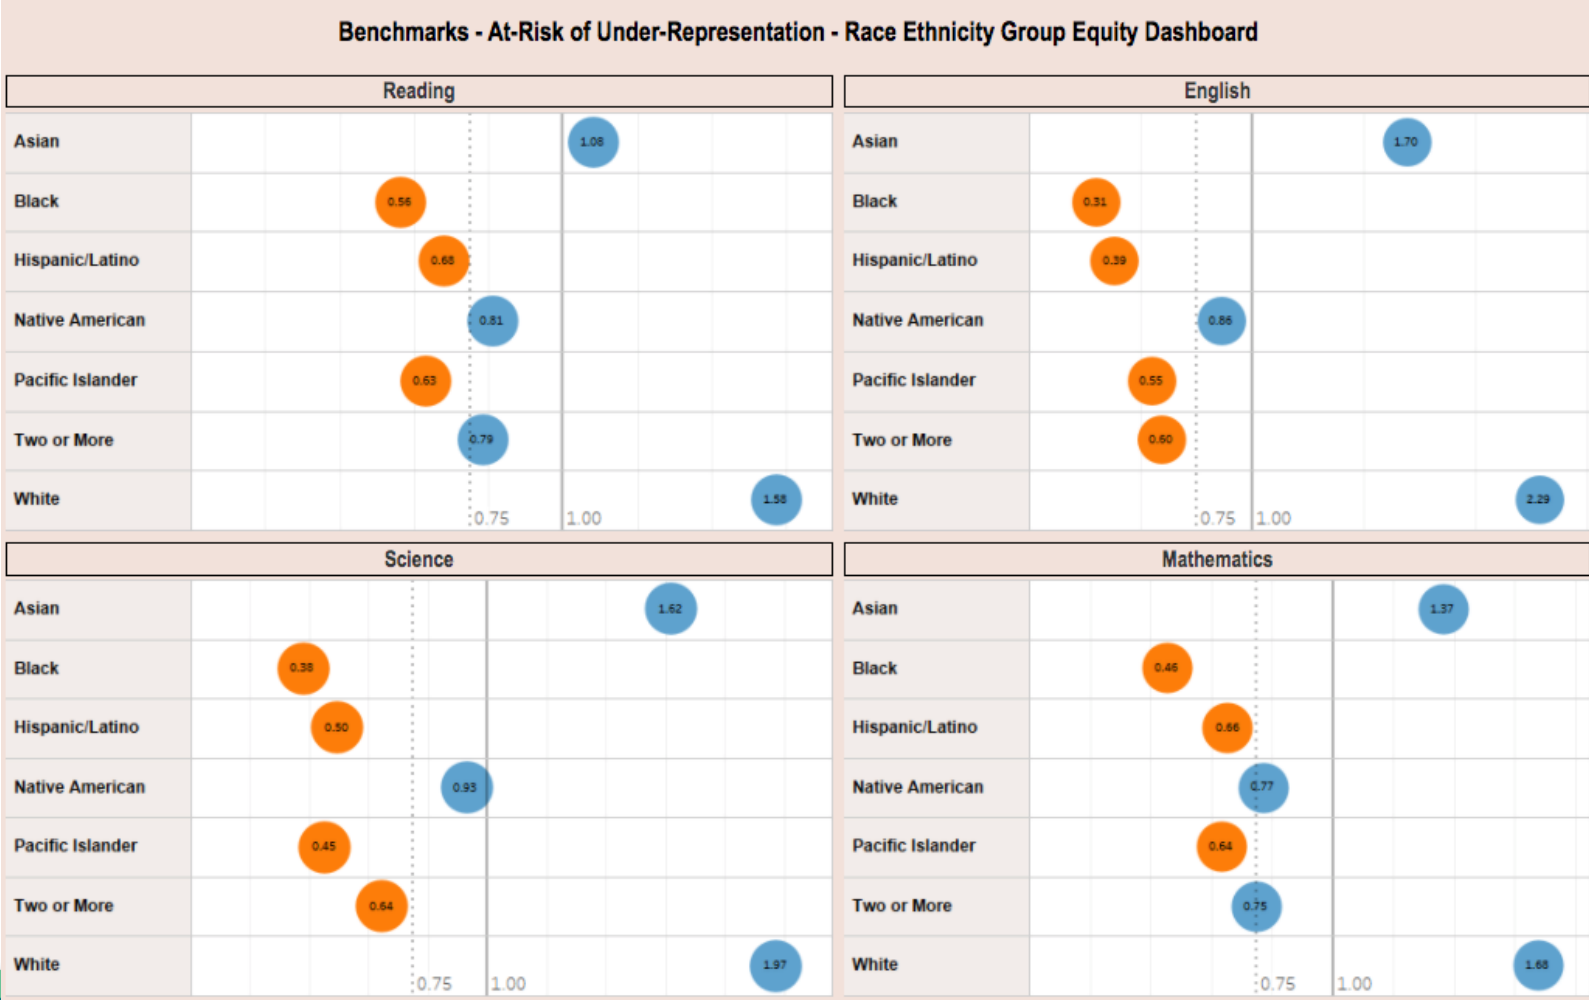 Benchmarks - At-Risk of Under-Representation - Race Ethnicity Group Equity Dashboard
Reading
Asian 1.08
Black 0.56
Hispanic/Latino 0.68
Native American 0.81
Pacific Islander 0.63
Two or More 0.79
White 1.58
0.75 1.00
English
Asian 1.70
Black 0.31
Hispanic/Latino 0.39
Native American 0.86
Pacific Islander 0.55
Two or More 0.60
White 2.29
0.75 1.00
Science
Asian 1.62
Black 0.38
Hispanic/Latino 0.50
Native American 0.93
Pacific Islander 0.45
Two or More 0.64
White 1.97
0.75 1.00
Mathematics
Asian 1.37
Black 0.46
Hispanic/Latino 0.66
Native American 0.77
Pacific Islander 0.64
Two or More 0.75
White 1.68
0.75 1.00